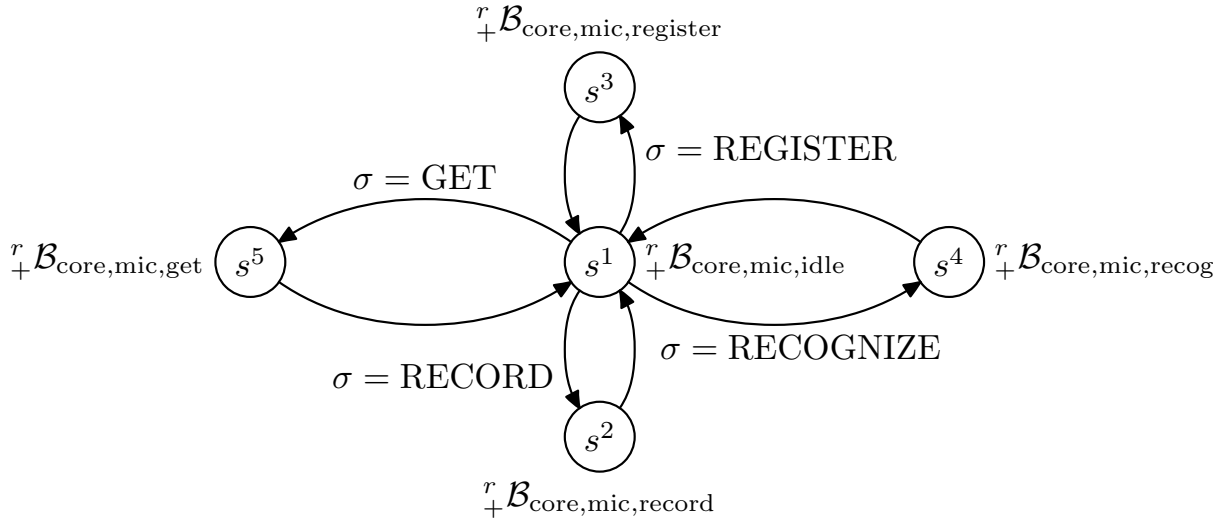 r+Bcore,mic,register
s3
σ = REGISTER
σ = GET
r+Bcore,mic,get
s5
s1
r+Bcore,mic,idle
s4
r+Bcore,mic,recog
σ = RECOGNIZE
σ = RECORD
s2
r+Bcore,mic,record